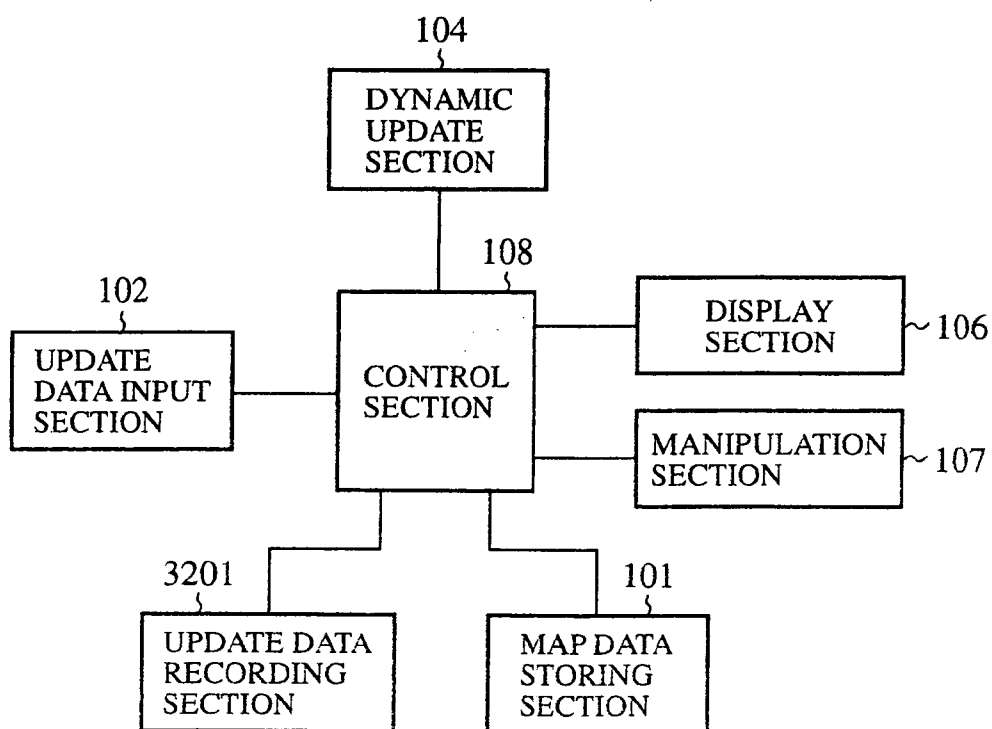 104
DYNAMIC
UPDATE
SECTION
108
102
DISPLAY
SECTION
106
UPDATE
DATA INPUT
SECTION
CONTROL
SECTION
MANIPULATION
SECTION
107
3201
101
UPDATE DATA
RECORDING
SECTION
MAP DATA
STORING
SECTION